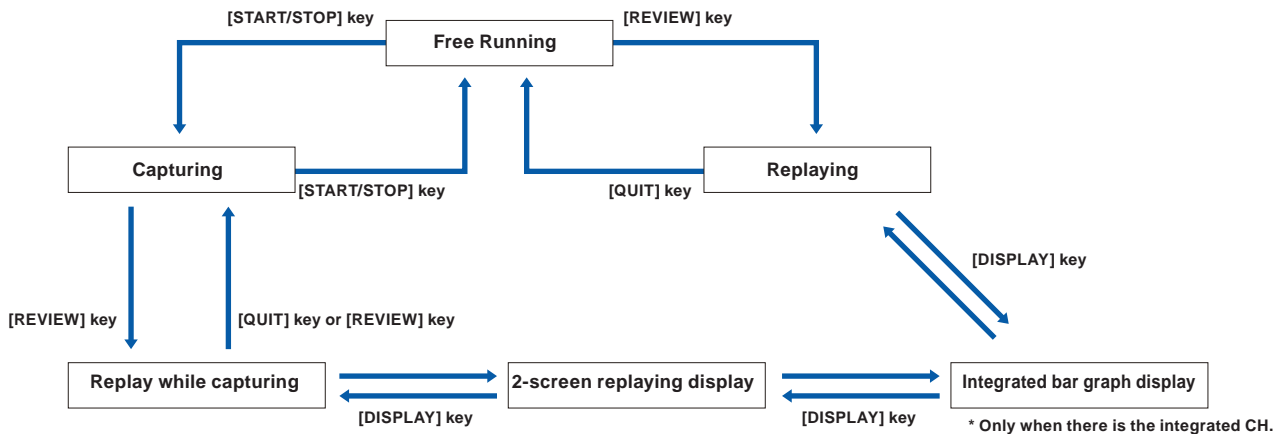 [START/STOP] key
[REVIEW] key
Free Running
Capturing
Replaying
[START/STOP] key
[QUIT] key
[DISPLAY] key
[REVIEW] key
[QUIT] key or [REVIEW] key
Replay while capturing
2-screen replaying display
Integrated bar graph display
[DISPLAY] key
[DISPLAY] key
* Only when there is the integrated CH.